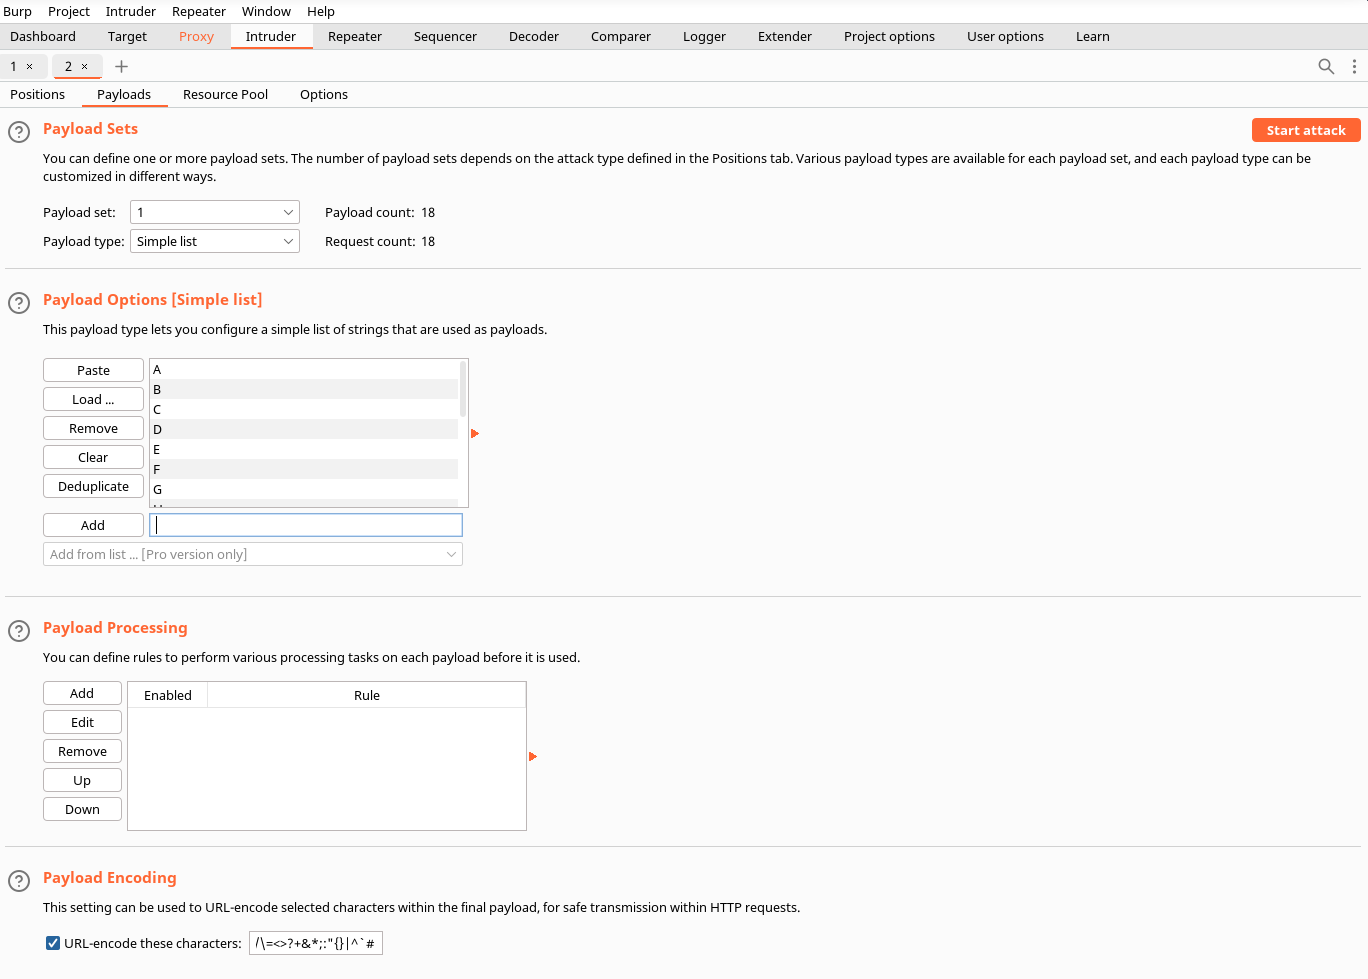 Burp Project Intruder Repeater Window Help
Dashboard Target Proxy Intruder Repeater Sequencer Decoder Comparer Logger Extender Project options User options Learn
1 × 2 × +
Positions Payloads Resource Pool Options
? Payload Sets Start attack
You can define one or more payload sets. The number of payload sets depends on the attack type defined in the Positions tab. Various payload types are available for each payload set, and each payload type can be
customized in different ways.
Payload set: 1 Payload count: 18
Payload type: Simple list Request count: 18
? Payload Options [Simple list]
This payload type lets you configure a simple list of strings that are used as payloads.
Paste A
B
Load ... C
Remove D
Clear E
F
Deduplicate G
Add
Add from list ... [Pro version only]
? Payload Processing
You can define rules to perform various processing tasks on each payload before it is used.
Add Enabled Rule
Edit
Remove
Up
Down
? Payload Encoding
This setting can be used to URL-encode selected characters within the final payload, for safe transmission within HTTP requests.
URL-encode these characters: /\=<>?+&*;:"{}|^`#